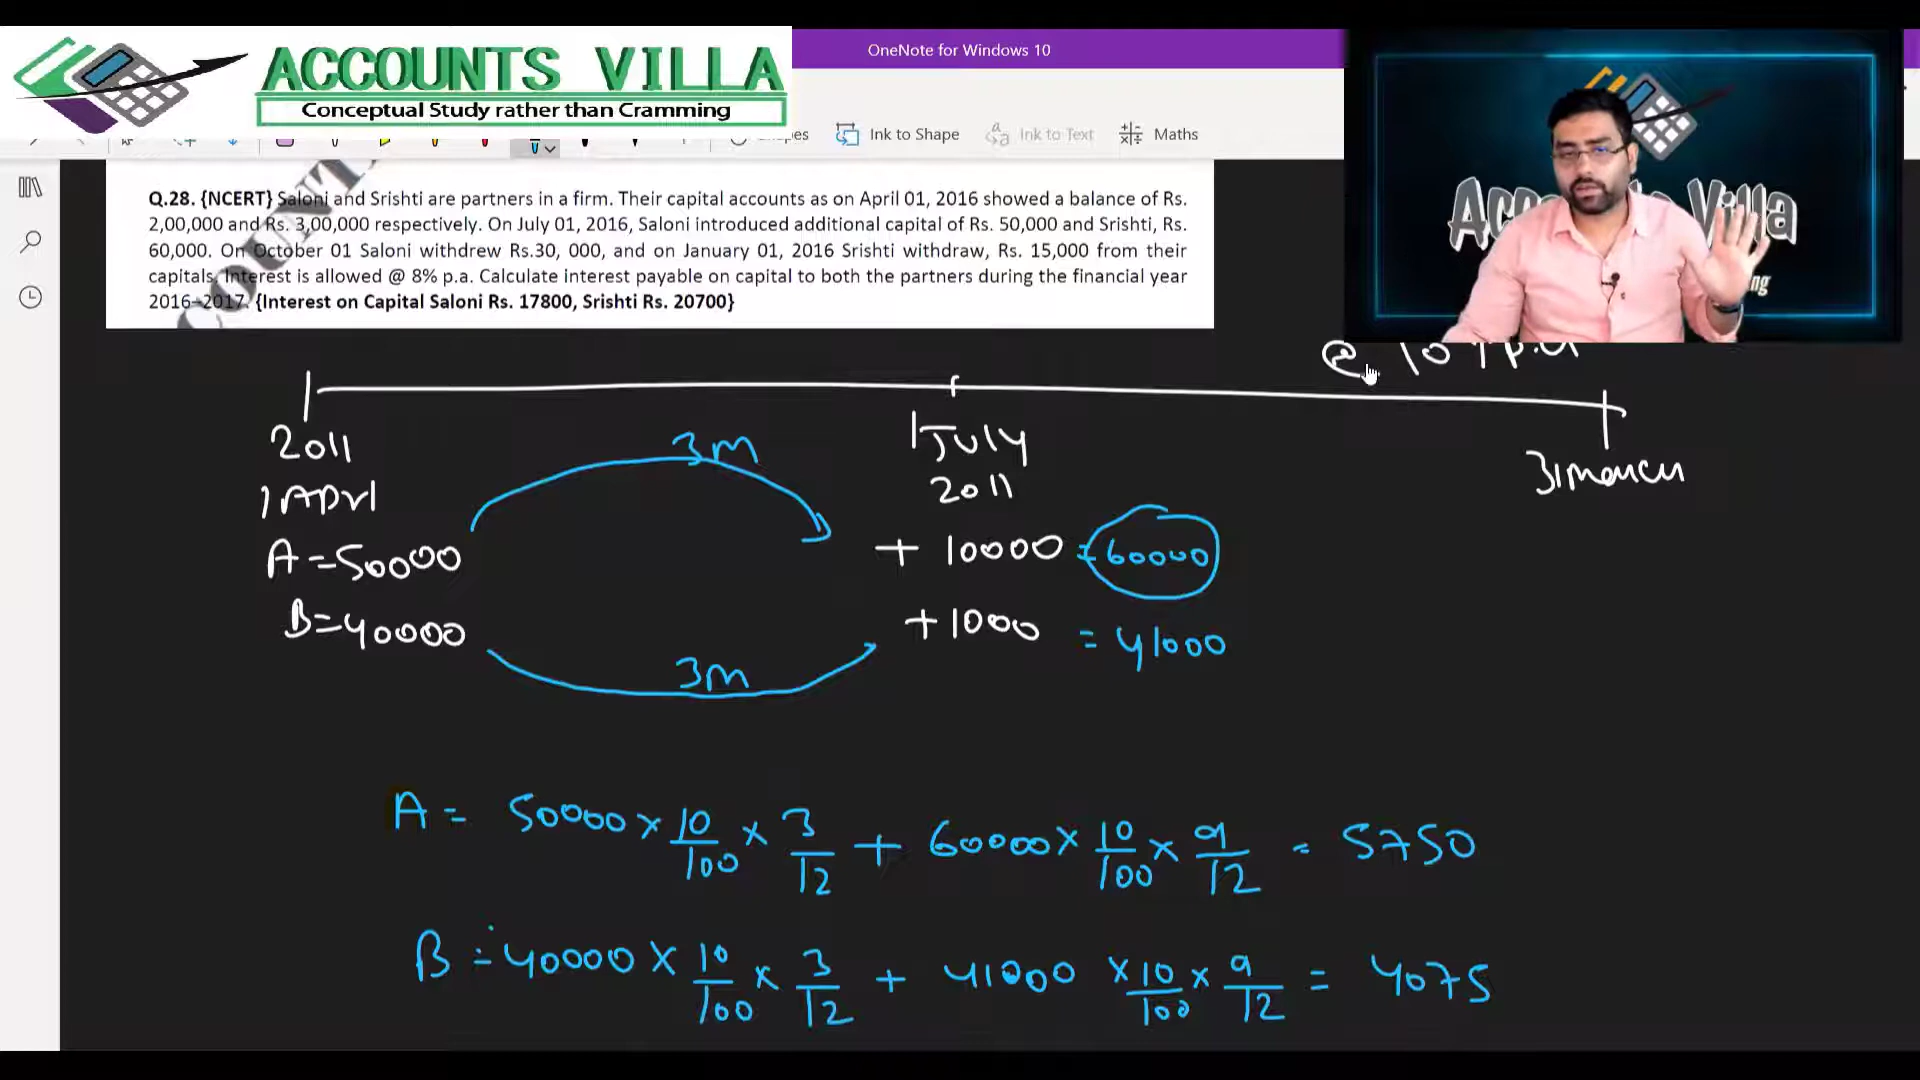 ACCOUNTS VILLA
Conceptual Study rather than Cramming
OneNote for Windows 10
Ink to Shape
Ink to Text
Maths
Q.28. {NCERT} Saloni and Srishti are partners in a firm. Their capital accounts as on April 01, 2016 showed a balance of Rs.
2,00,000 and Rs. 3,00,000 respectively. On July 01, 2016, Saloni introduced additional capital of Rs. 50,000 and Srishti, Rs.
60,000. On October 01 Saloni withdrew Rs.30, 000, and on January 01, 2016 Srishti withdraw, Rs. 15,000 from their
capitals. Interest is allowed @ 8% p.a. Calculate interest payable on capital to both the partners during the financial year
2016–2017. {Interest on Capital Saloni Rs. 17800, Srishti Rs. 20700}
@ 10 % p.a
2011
1 April
3m
1 July
2011
31 march
A = 50000
+ 10000 = 60000
B = 40000
+ 1000 = 41000
3m
A = 50000 × 10/100 × 3/12 + 60000 × 10/100 × 9/12 = 5750
B = 40000 × 10/100 × 3/12 + 41000 × 10/100 × 9/12 = 4075